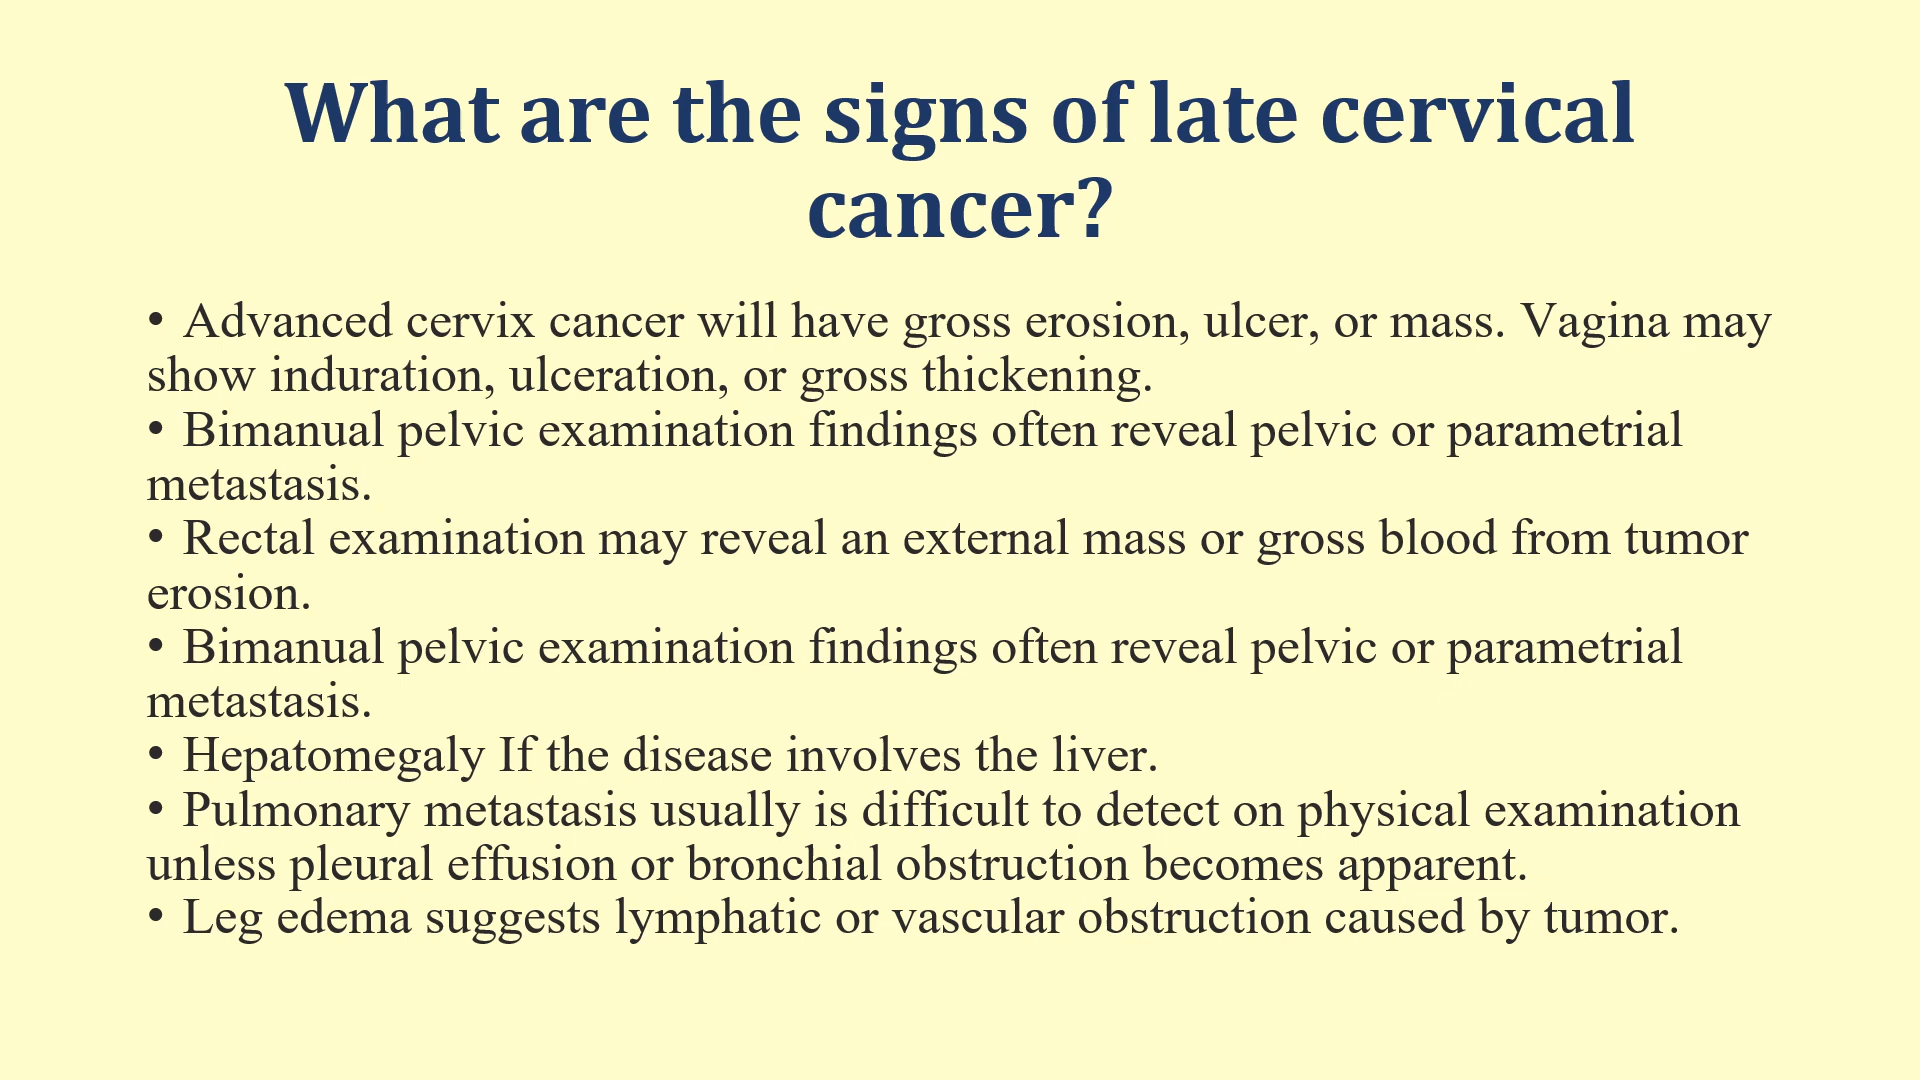 What are the signs of late cervical
cancer?
• Advanced cervix cancer will have gross erosion, ulcer, or mass. Vagina may
show induration, ulceration, or gross thickening.
• Bimanual pelvic examination findings often reveal pelvic or parametrial
metastasis.
• Rectal examination may reveal an external mass or gross blood from tumor
erosion.
• Bimanual pelvic examination findings often reveal pelvic or parametrial
metastasis.
• Hepatomegaly If the disease involves the liver.
• Pulmonary metastasis usually is difficult to detect on physical examination
unless pleural effusion or bronchial obstruction becomes apparent.
• Leg edema suggests lymphatic or vascular obstruction caused by tumor.